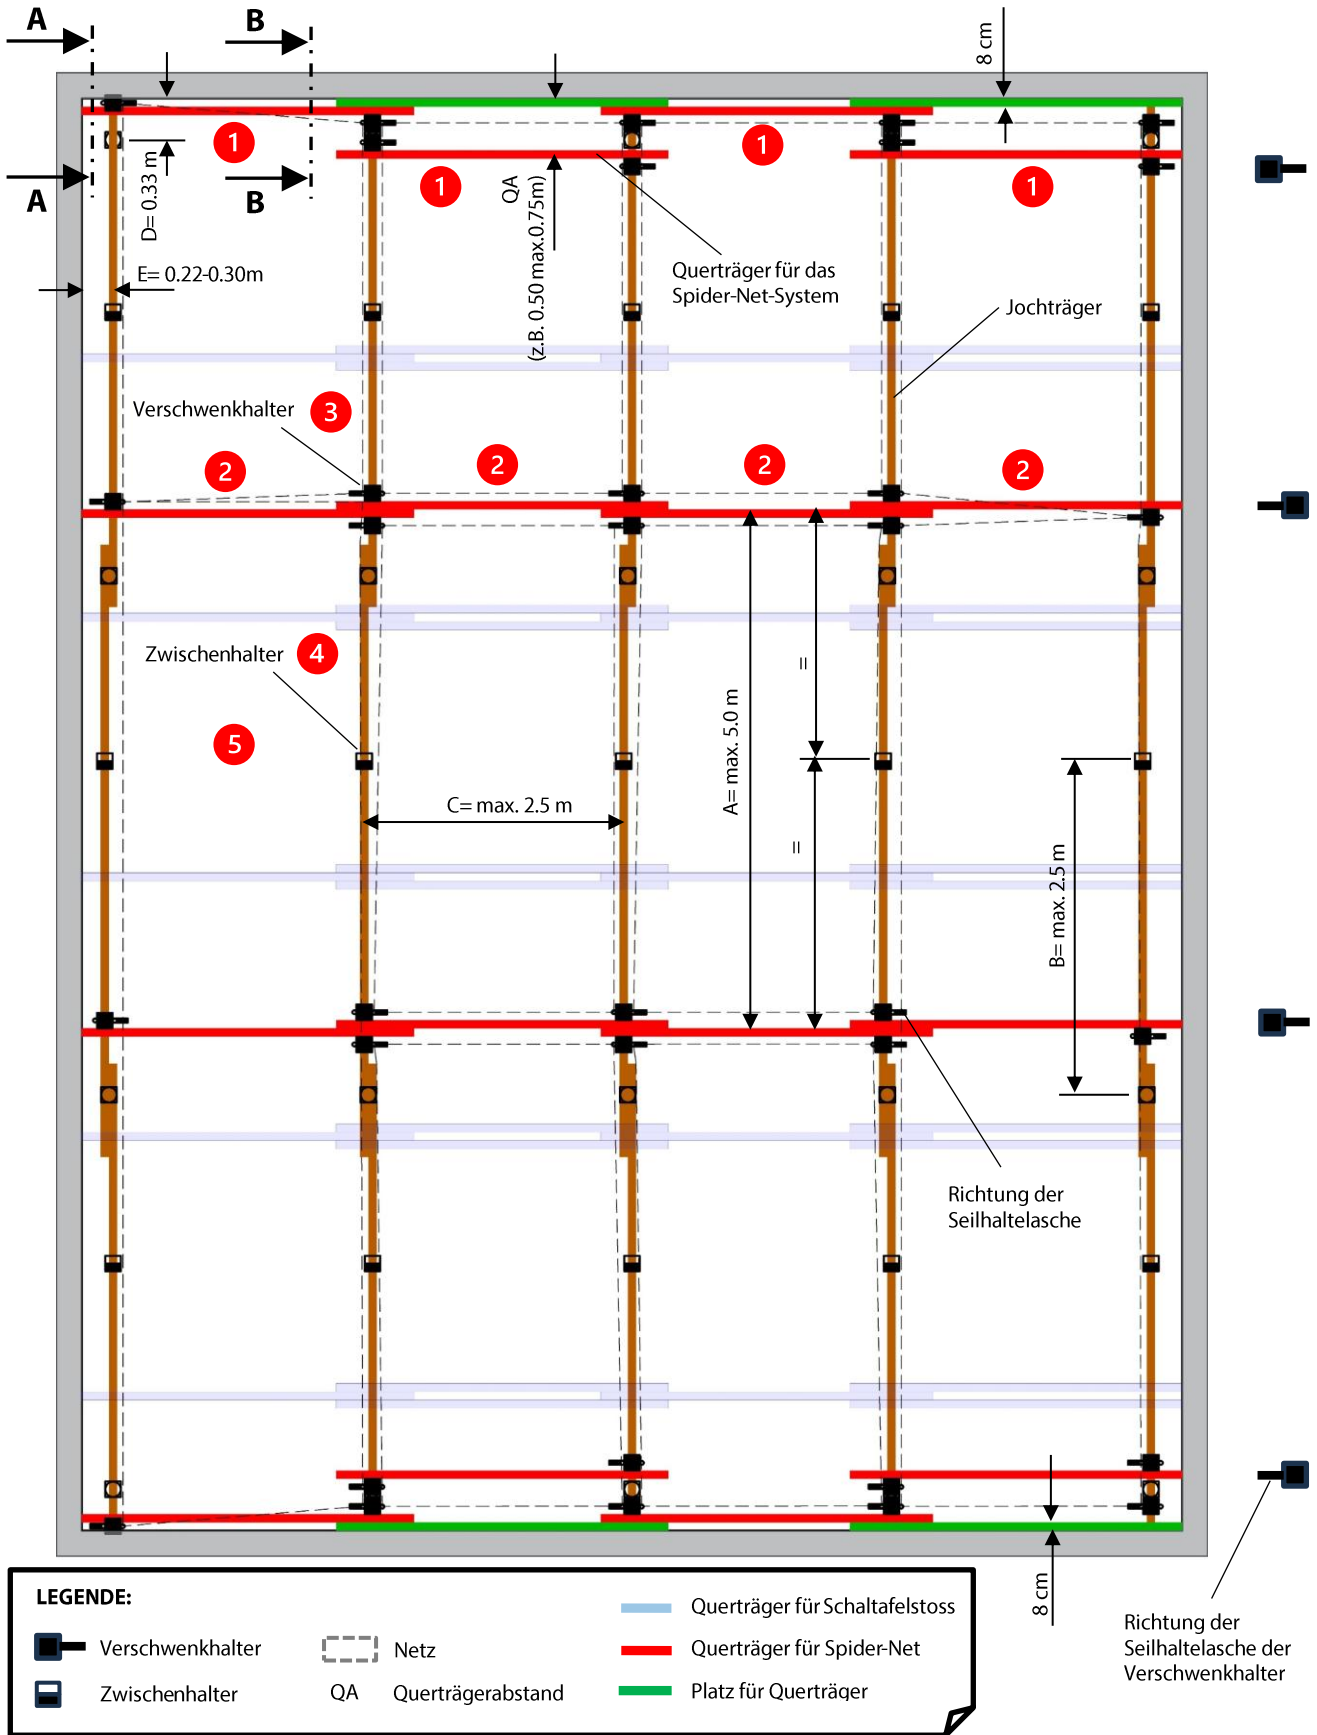 A
B
8 cm
1
1
A
B
1
1
D= 0.33 m
QA
(z.B. 0.50 max.0.75m)
E= 0.22-0.30m
Querträger für das
Spider-Net-System
Jochträger
Verschwenkhalter
3
2
2
2
2
Zwischenhalter
4
=
5
A= max. 5.0 m
C= max. 2.5 m
=
B= max. 2.5 m
Richtung der
Seilhaltelasche
8 cm
Richtung der
Seilhaltelasche der
Verschwenkhalter
LEGENDE:
Verschwenkhalter
Zwischenhalter
Netz
QA
Querträgerabstand
Querträger für Schaltafelstoss
Querträger für Spider-Net
Platz für Querträger